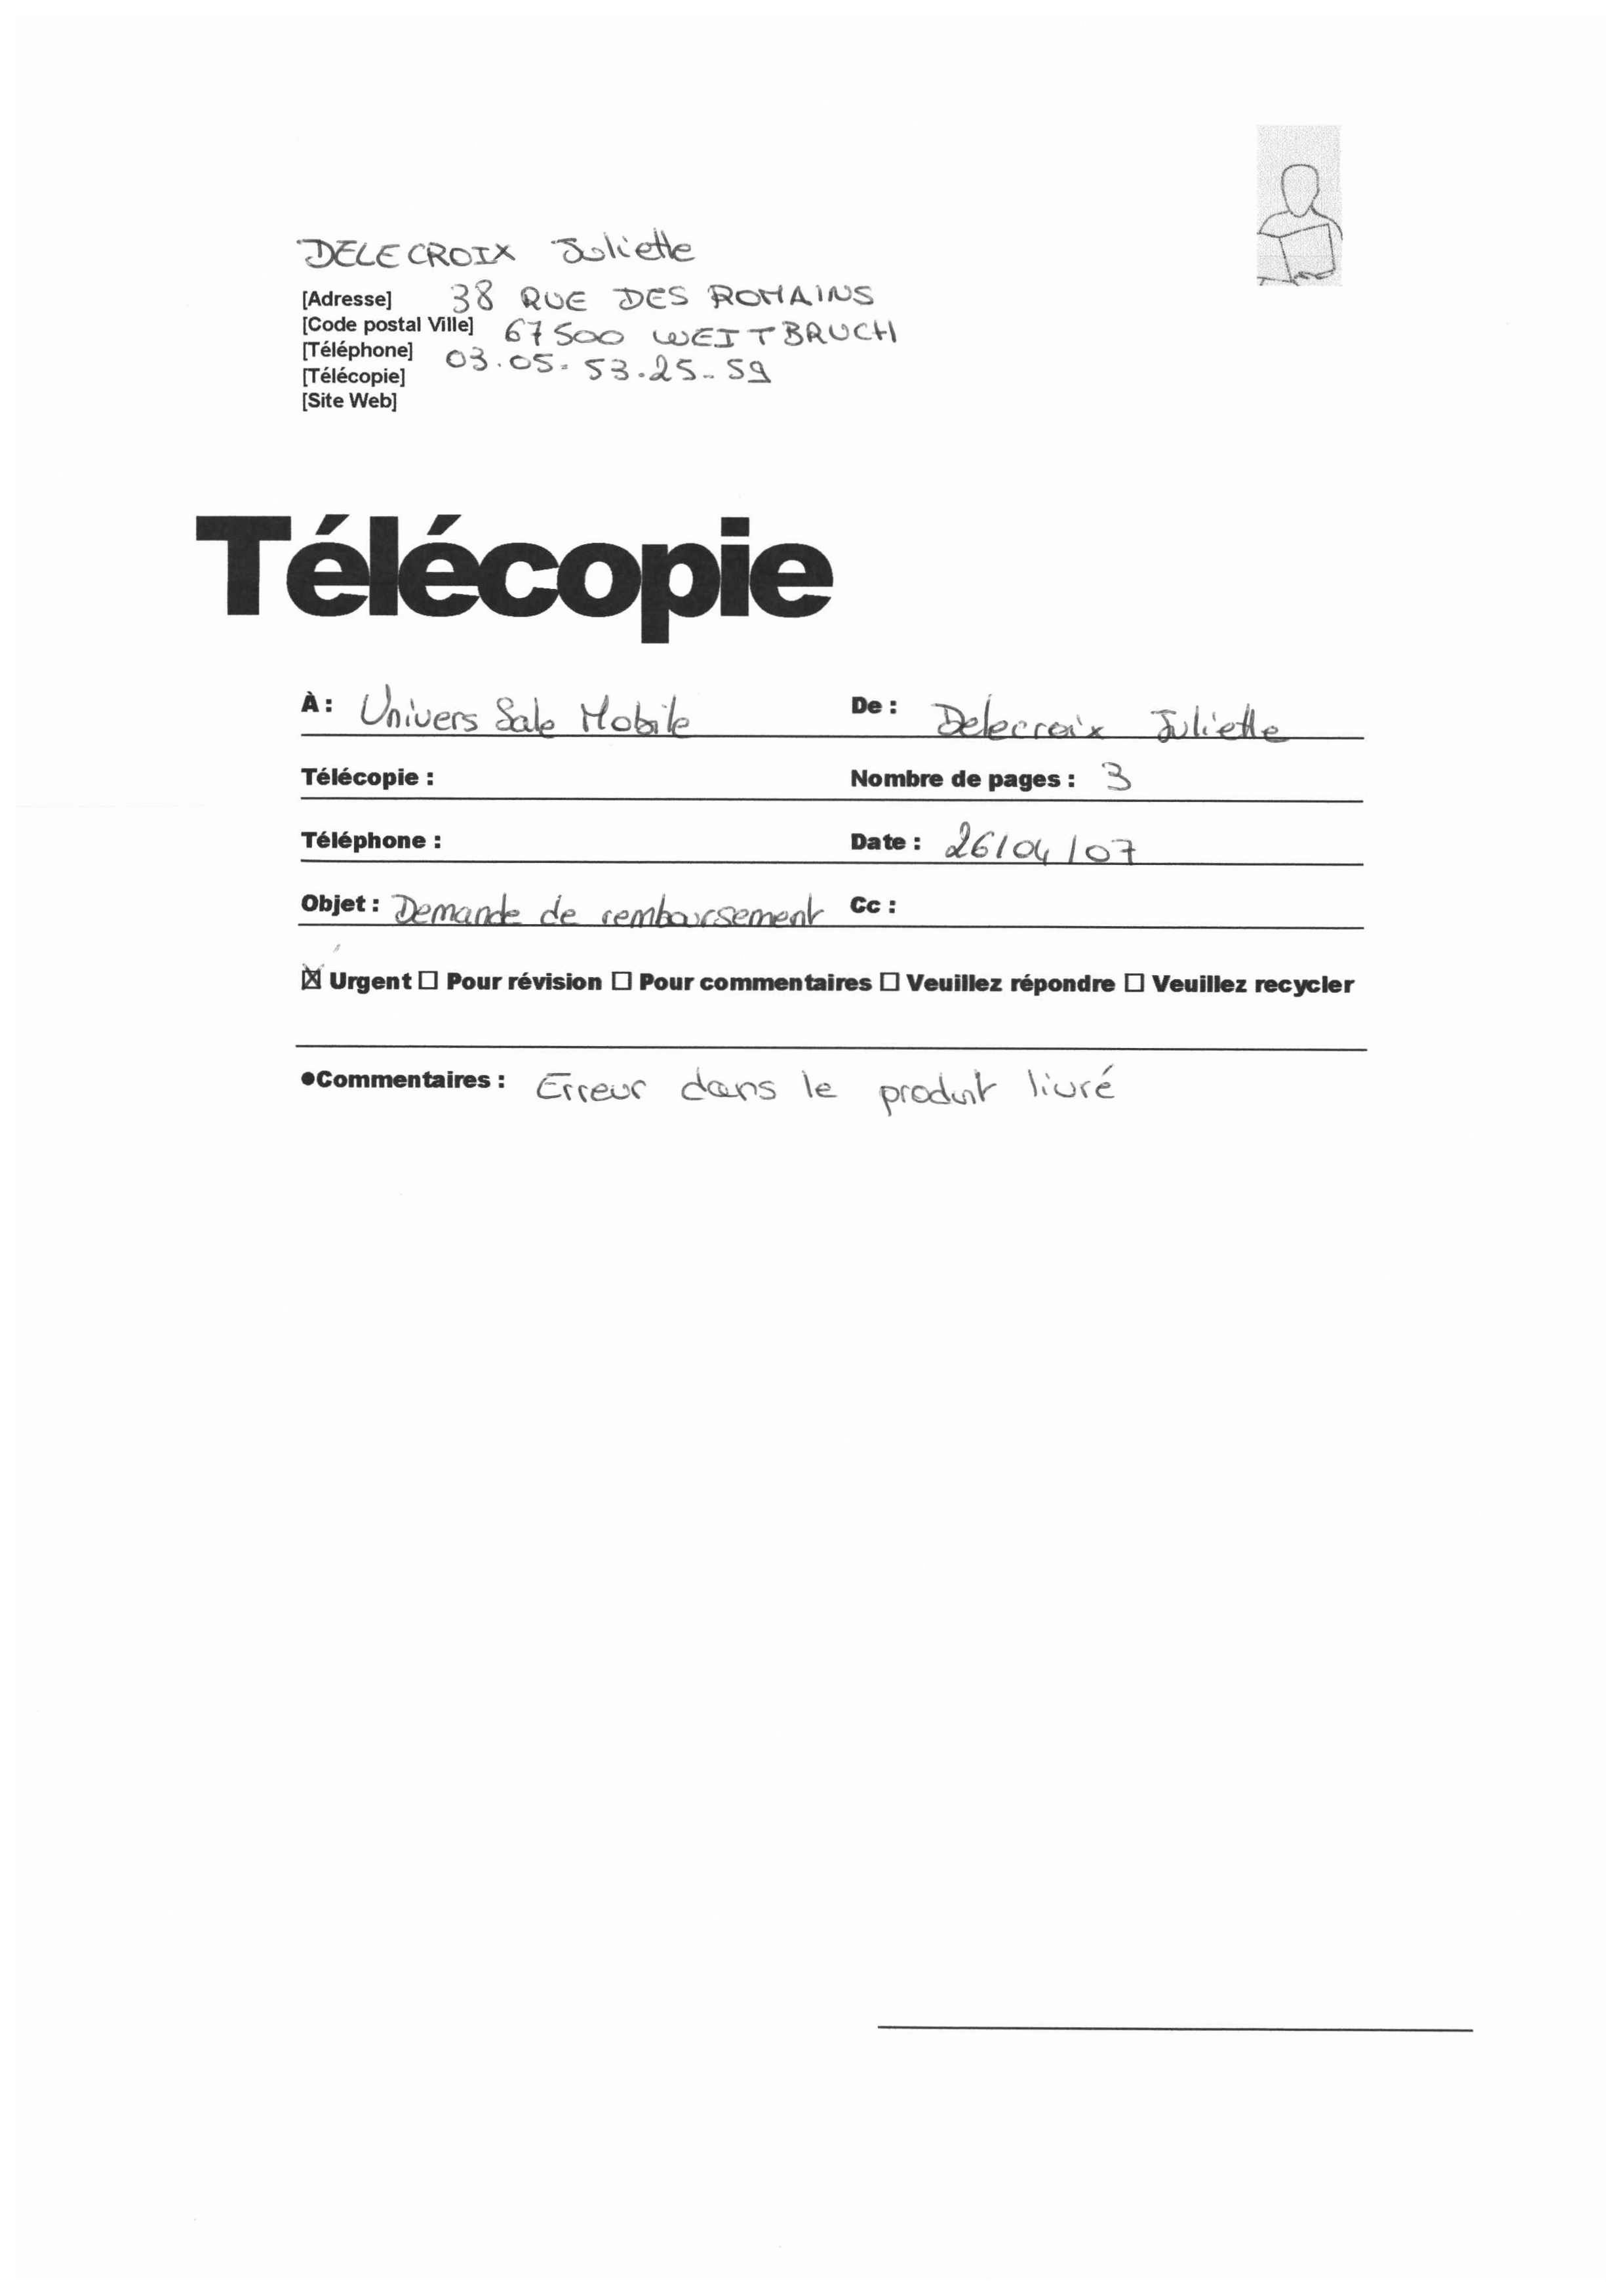 DELECROIX Juliette
[Adresse] 38 RUE DES ROMAINS
[Code postal Ville] 67500 WEITBRUCH
[Téléphone] 03.05.53.25.59
[Télécopie]
[Site Web]
Télécopie
À : Univers Sale Mobile De : Delecroix Juliette
Télécopie : Nombre de pages : 3
Téléphone : Date : 26/04/07
Objet : Demande de remboursement Cc :
☒ Urgent ☐ Pour révision ☐ Pour commentaires ☐ Veuillez répondre ☐ Veuillez recycler
●Commentaires : Erreur dans le produit livré